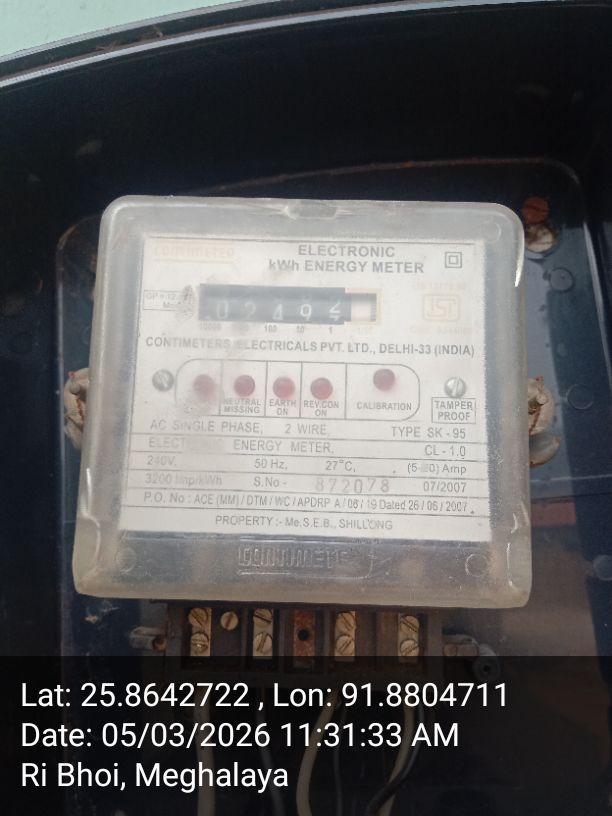 CONTIMETER
ELECTRONIC
kWh ENERGY METER
ISI
10000 100 10 1
CONTIMETERS ELECTRICALS PVT. LTD., DELHI-33 (INDIA)
NEUTRAL MISSING
EARTH ON
REV.CON ON
CALIBRATION
TAMPER PROOF
AC SINGLE PHASE, 2 WIRE, TYPE SK - 95
ENERGY METER. CL - 1.0
240V, 50 Hz, 27°C, Amp
3200 Imp/kWh S.No - 872078 07/2007
P.O. No : ACE (MM) / DTM / WC / APDRP Dated 26 / 06 / 2007
PROPERTY :- Me.S.E.B., SHILLONG
CONTIMETER
Lat: 25.8642722 , Lon: 91.8804711
Date: 05/03/2026 11:31:33 AM
Ri Bhoi, Meghalaya